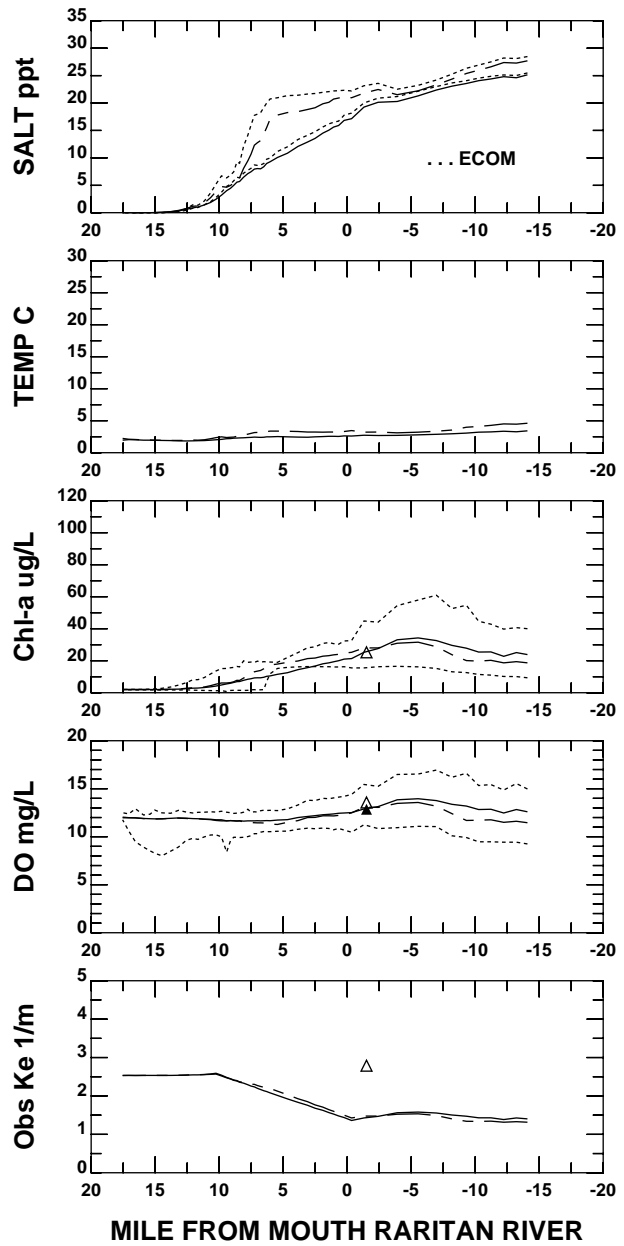 SALT ppt
35
30
25
20
15
10
5
0
. . . ECOM
20 15 10 5 0 -5 -10 -15 -20
TEMP C
30
25
20
15
10
5
0
20 15 10 5 0 -5 -10 -15 -20
Chl-a ug/L
120
100
80
60
40
20
0
20 15 10 5 0 -5 -10 -15 -20
DO mg/L
20
15
10
5
0
20 15 10 5 0 -5 -10 -15 -20
Obs Ke 1/m
5
4
3
2
1
0
20 15 10 5 0 -5 -10 -15 -20
MILE FROM MOUTH RARITAN RIVER